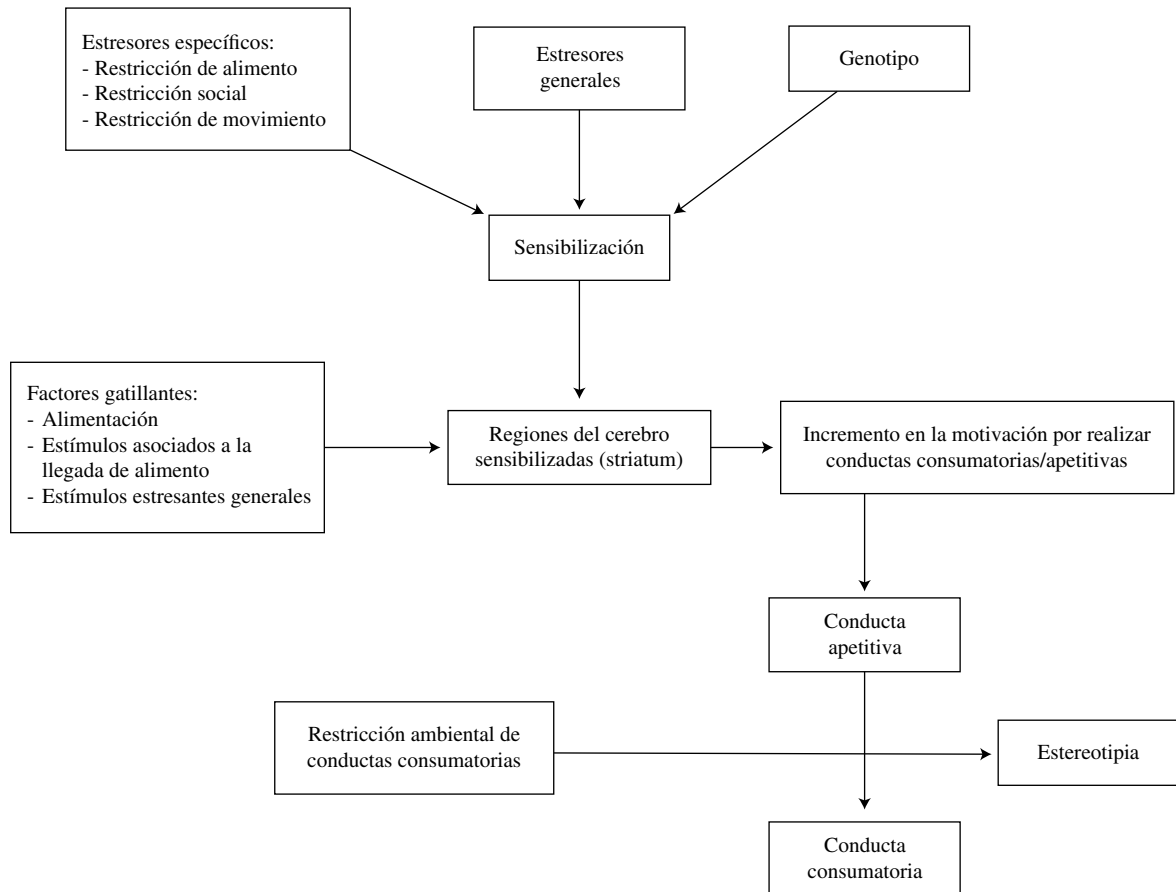 Estresores específicos:
- Restricción de alimento
- Restricción social
- Restricción de movimiento
Estresores
generales
Genotipo
Sensibilización
Factores gatillantes:
- Alimentación
- Estímulos asociados a la
llegada de alimento
- Estímulos estresantes generales
Regiones del cerebro
sensibilizadas (striatum)
Incremento en la motivación por realizar
conductas consumatorias/apetitivas
Conducta
apetitiva
Restricción ambiental de
conductas consumatorias
Estereotipia
Conducta
consumatoria